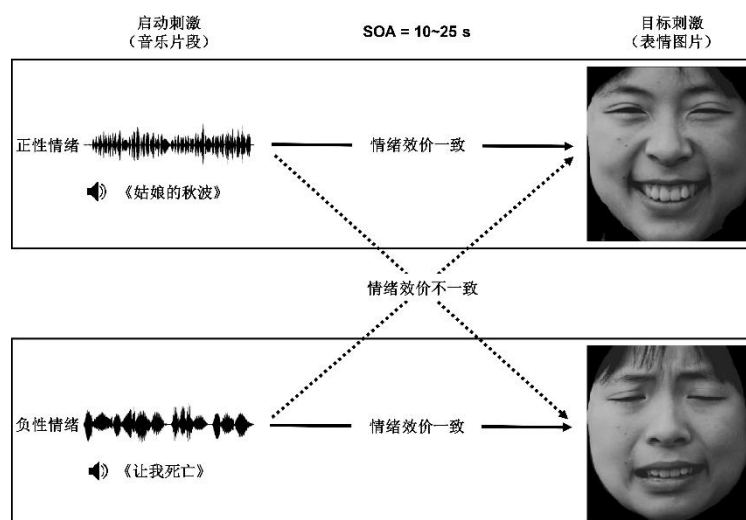 启动刺激
（音乐片段）
SOA = 10~25 s
目标刺激
（表情图片）
正性情绪
情绪效价一致
《姑娘的秋波》
情绪效价不一致
负性情绪
情绪效价一致
《让我死亡》